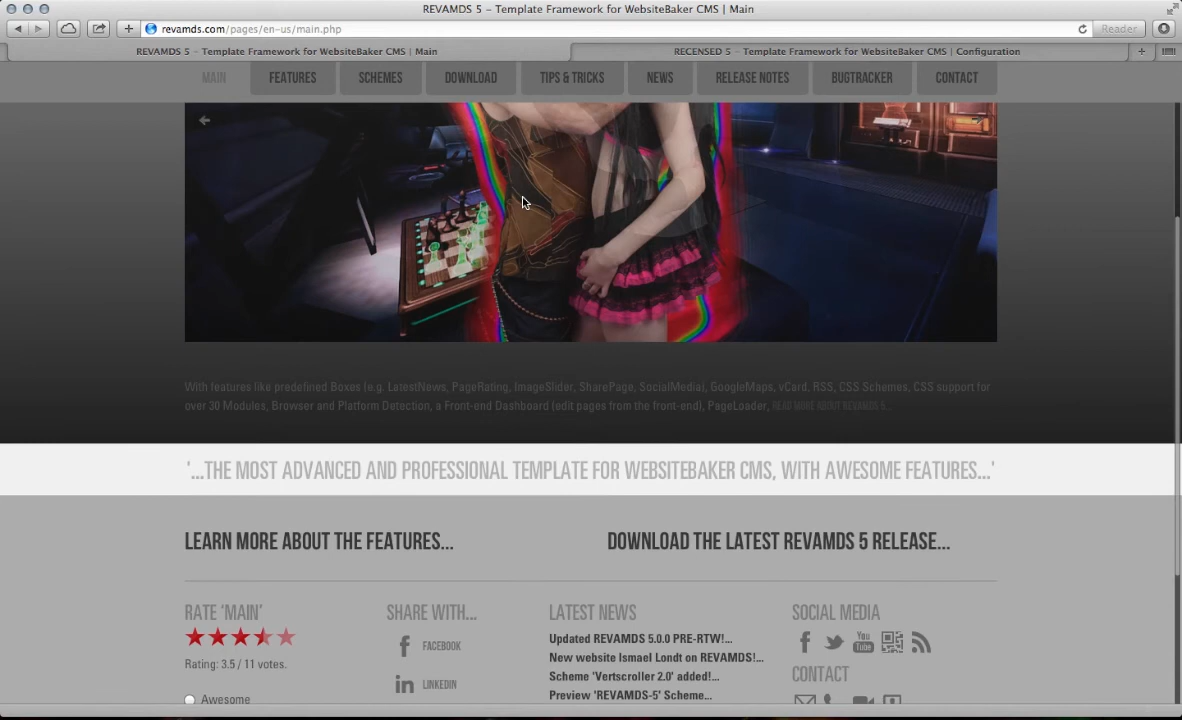 REVAMDS 5 – Template Framework for WebsiteBaker CMS | Main
revamds.com/pages/en-us/main.php
Reader
REVAMDS 5 – Template Framework for WebsiteBaker CMS | Main
RECENSED 5 – Template Framework for WebsiteBaker CMS | Configuration
MAIN
FEATURES
SCHEMES
DOWNLOAD
TIPS & TRICKS
NEWS
RELEASE NOTES
BUGTRACKER
CONTACT
With features like predefined Boxes (e.g. LatestNews, PageRating, ImageSlider, SharePage, SocialMedia), GoogleMaps, vCard, RSS, CSS Schemes, CSS support for
over 30 Modules, Browser and Platform Detection, a Front-end Dashboard (edit pages from the front-end), PageLoader, READ MORE ABOUT REVAMDS 5...
'...THE MOST ADVANCED AND PROFESSIONAL TEMPLATE FOR WEBSITEBAKER CMS, WITH AWESOME FEATURES...'
LEARN MORE ABOUT THE FEATURES...
DOWNLOAD THE LATEST REVAMDS 5 RELEASE...
RATE 'MAIN'
Rating: 3.5 / 11 votes.
Awesome
SHARE WITH...
FACEBOOK
LINKEDIN
LATEST NEWS
Updated REVAMDS 5.0.0 PRE-RTW!...
New website Ismael Londt on REVAMDS!...
Scheme 'Vertscroller 2.0' added!...
Preview 'REVAMDS-5' Scheme...
SOCIAL MEDIA
You
Tube
CONTACT